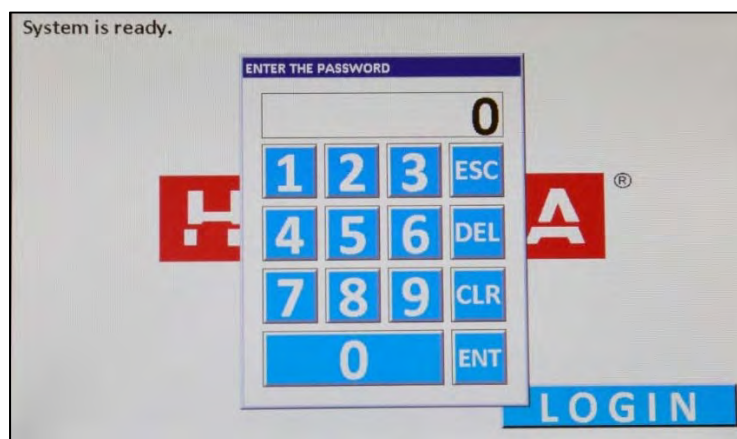 System is ready.
ENTER THE PASSWORD
0
1 2 3 ESC
4 5 6 DEL
7 8 9 CLR
0 ENT
®
LOGIN